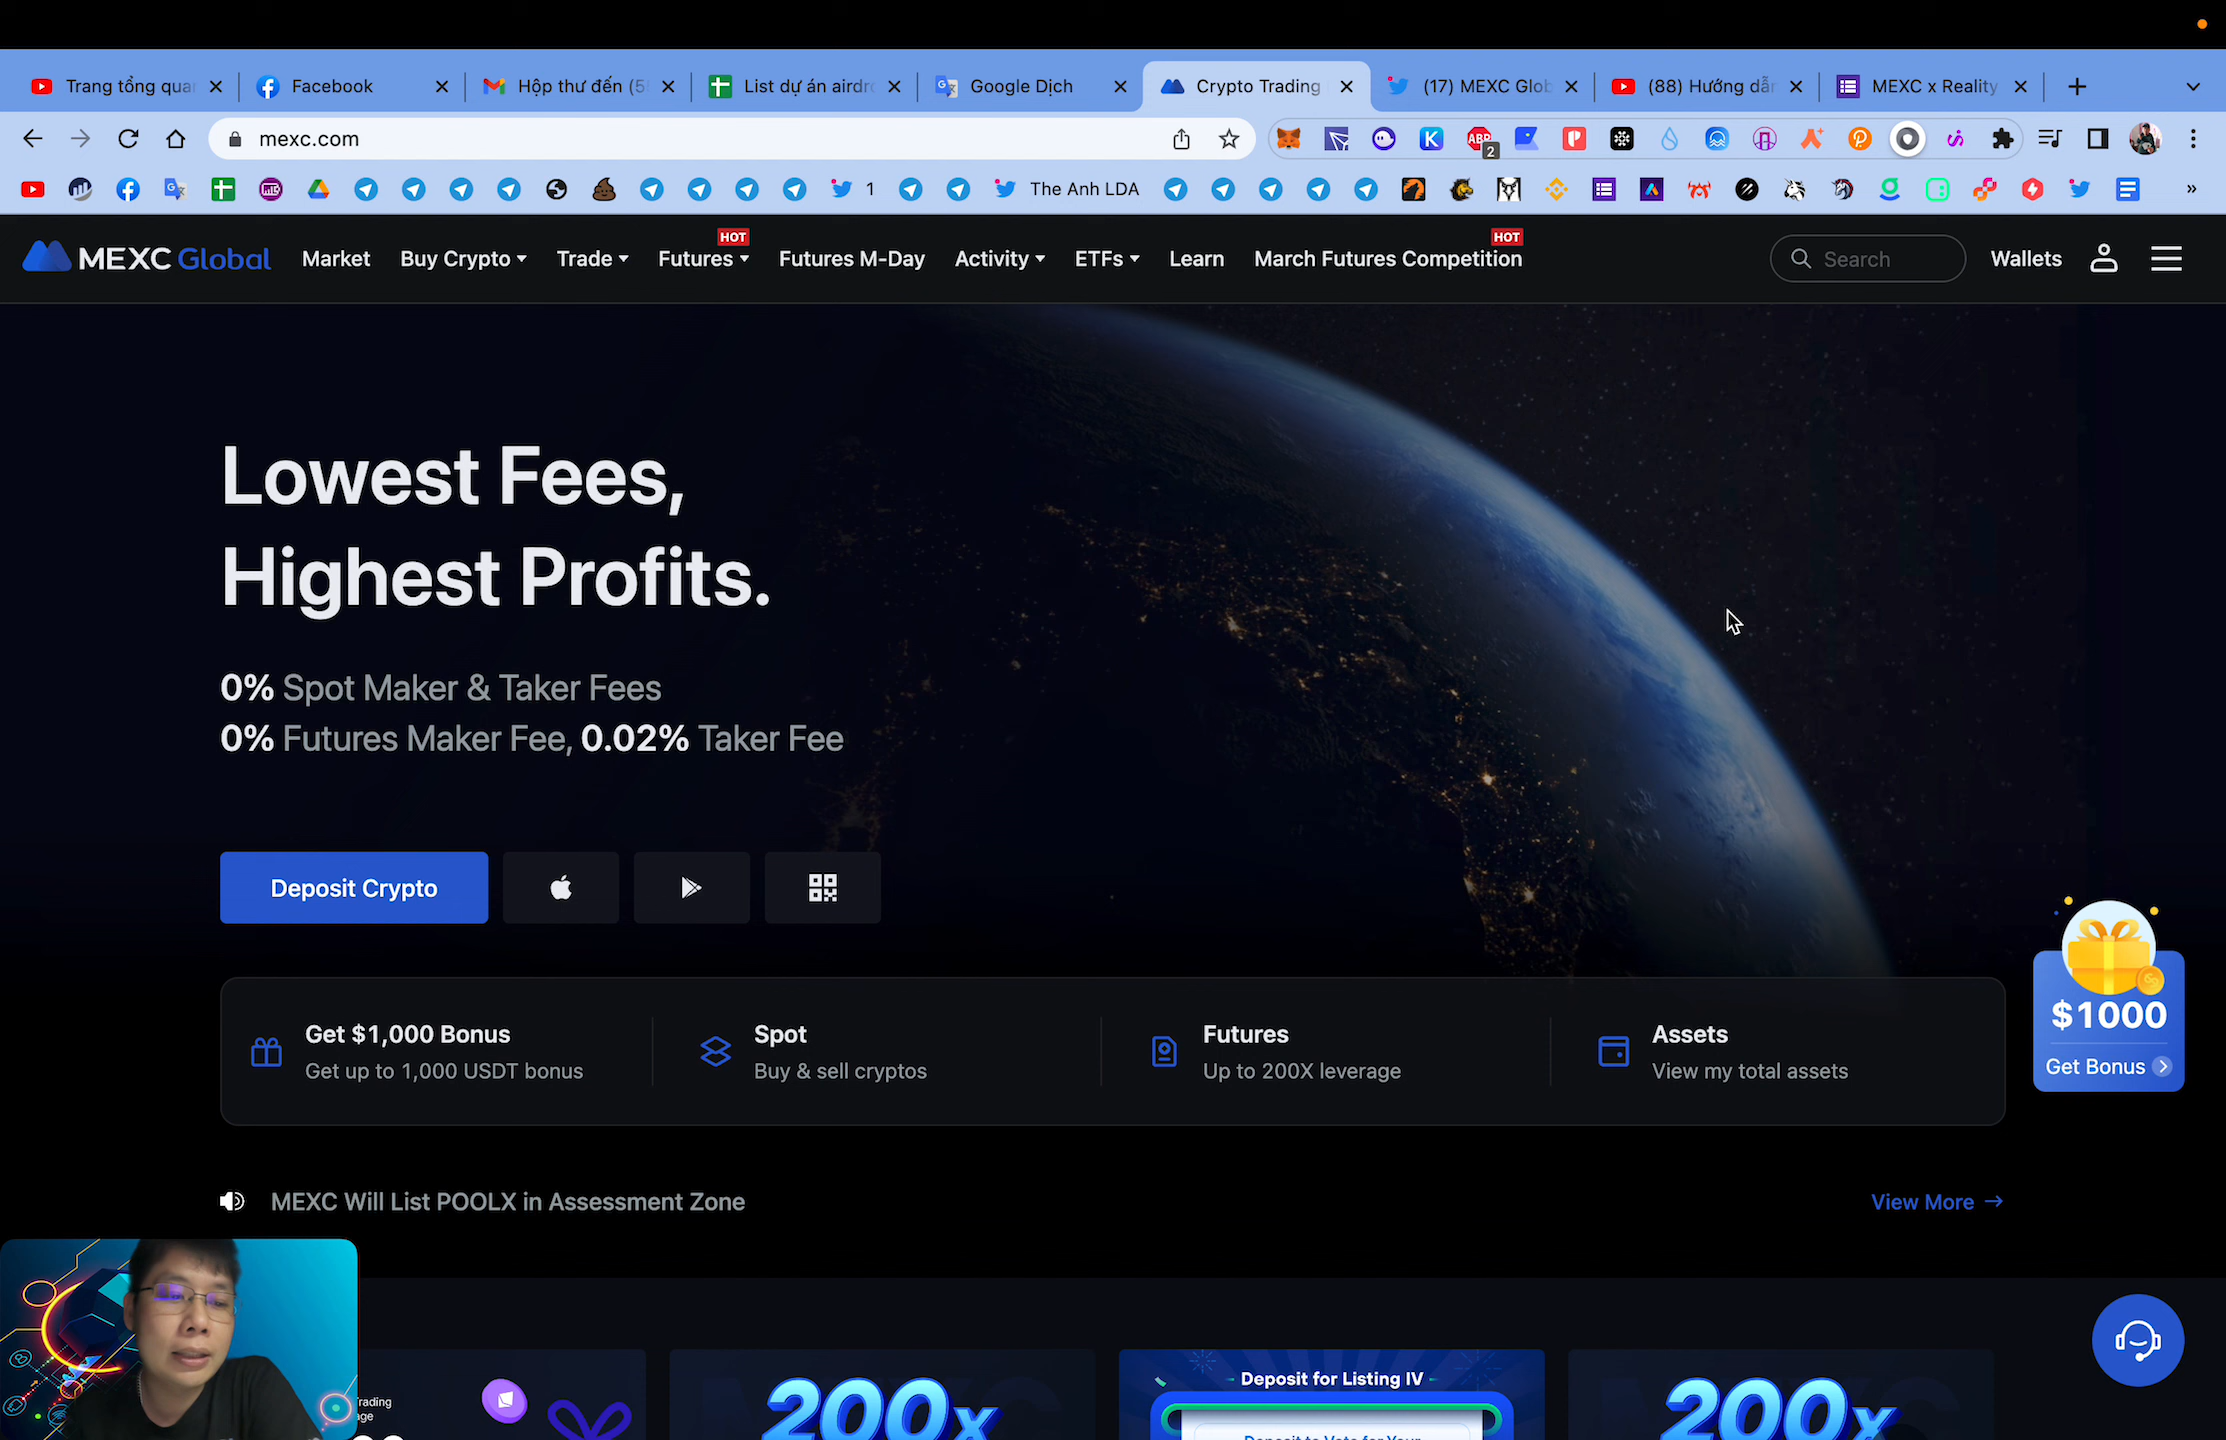 Trang tổng qua
Facebook
Hộp thư đến (5
List dự án airdr
Google Dịch
Crypto Trading
(17) MEXC Glob
(88) Hướng dẫ
MEXC x Reality
mexc.com
ABP
2
1
The Anh LDA
MEXC Global
Market
Buy Crypto
Trade
Futures
HOT
Futures M-Day
Activity
ETFs
Learn
March Futures Competition
HOT
Search
Wallets
Lowest Fees,
Highest Profits.
0% Spot Maker & Taker Fees
0% Futures Maker Fee, 0.02% Taker Fee
Deposit Crypto
$1000
Get Bonus
Get $1,000 Bonus
Get up to 1,000 USDT bonus
Spot
Buy & sell cryptos
Futures
Up to 200X leverage
Assets
View my total assets
MEXC Will List POOLX in Assessment Zone
View More
200x
Deposit for Listing IV
200x